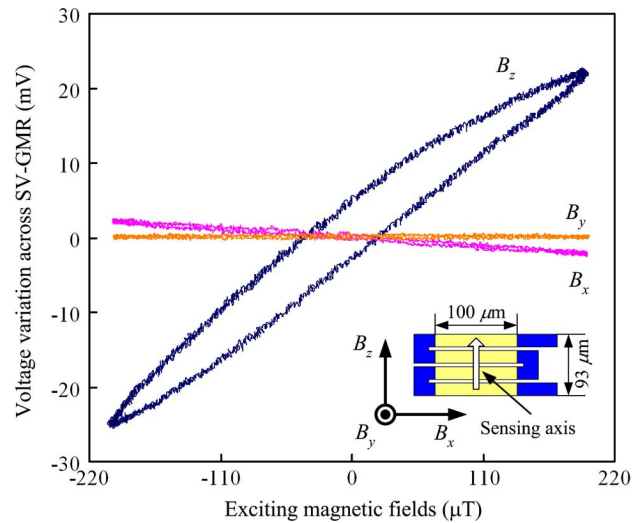 30
20
10
0
-10
-20
-30
-220
-110
0
110
220
Voltage variation across SV-GMR (mV)
Exciting magnetic fields (μT)
Bz
By
Bx
100 μm
93 μm
Bz
By
Bx
Sensing axis